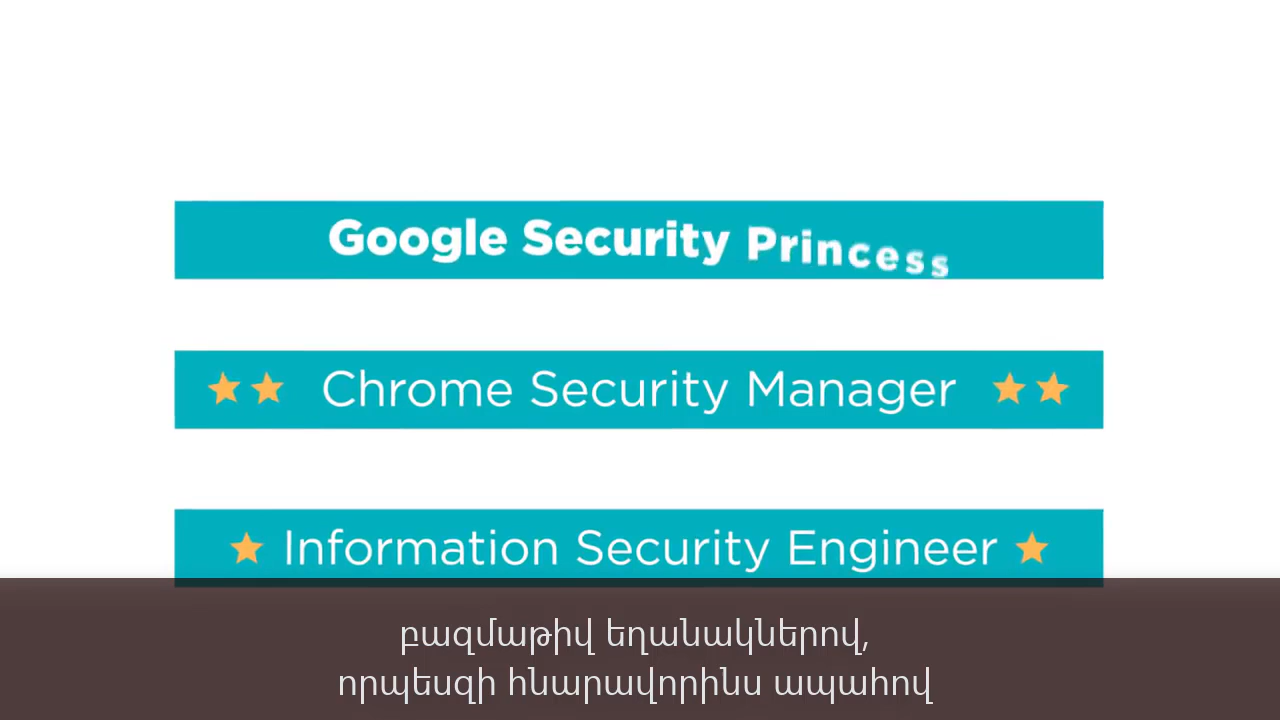 Google Security Princess
Chrome Security Manager
Information Security Engineer
բազմաթիվ եղանակներով,
որպեսզի հնարավորինս ապահով